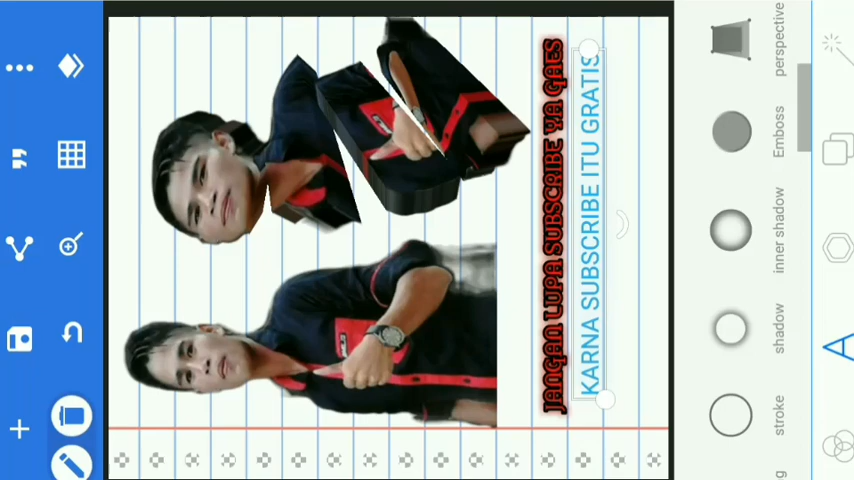 JANGAN LUPA SUBSCRIBE YA GAES
KARNA SUBSCRIBE ITU GRATIS
perspective
Emboss
inner shadow
shadow
stroke